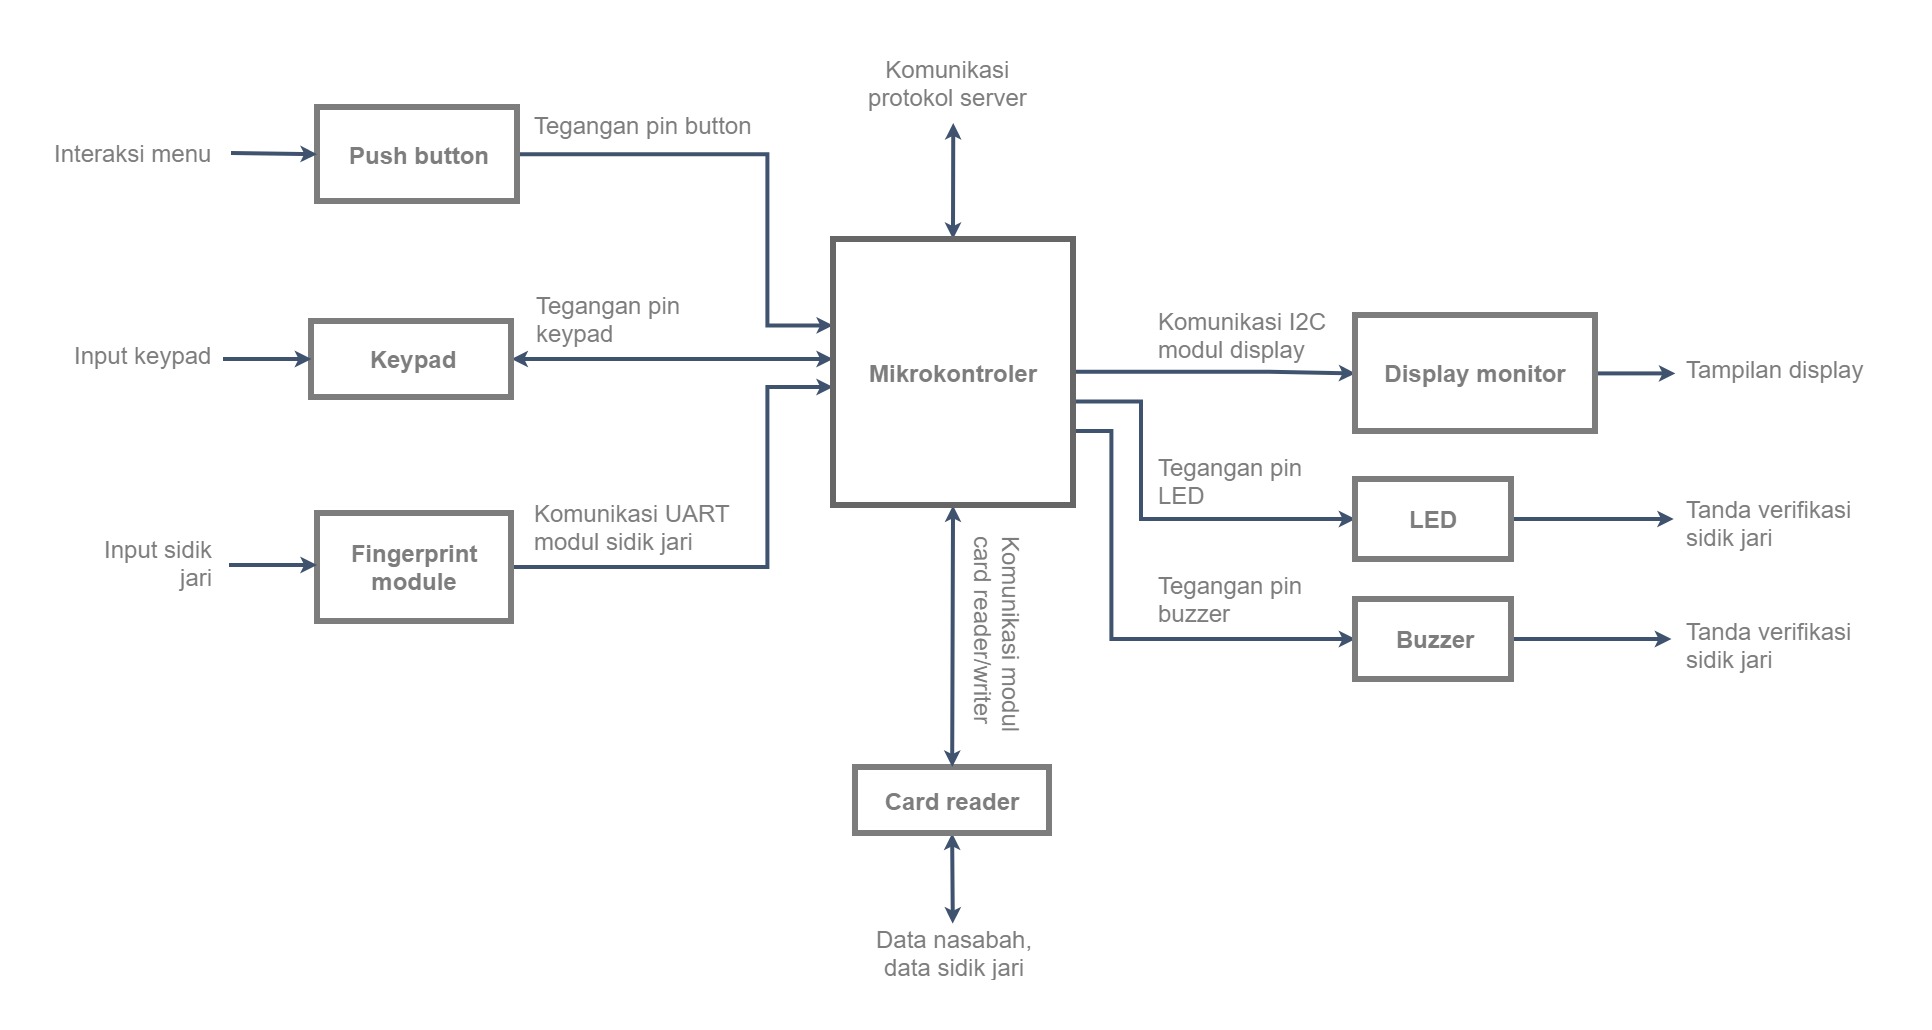 Komunikasi
protokol server
Interaksi menu
Push button
Tegangan pin button
Input keypad
Keypad
Tegangan pin
keypad
Input sidik
jari
Fingerprint
module
Komunikasi UART
modul sidik jari
Mikrokontroler
Komunikasi I2C
modul display
Display monitor
Tampilan display
Tegangan pin
LED
LED
Tanda verifikasi
sidik jari
Tegangan pin
buzzer
Buzzer
Tanda verifikasi
sidik jari
Komunikasi modul
card reader/writer
Card reader
Data nasabah,
data sidik jari